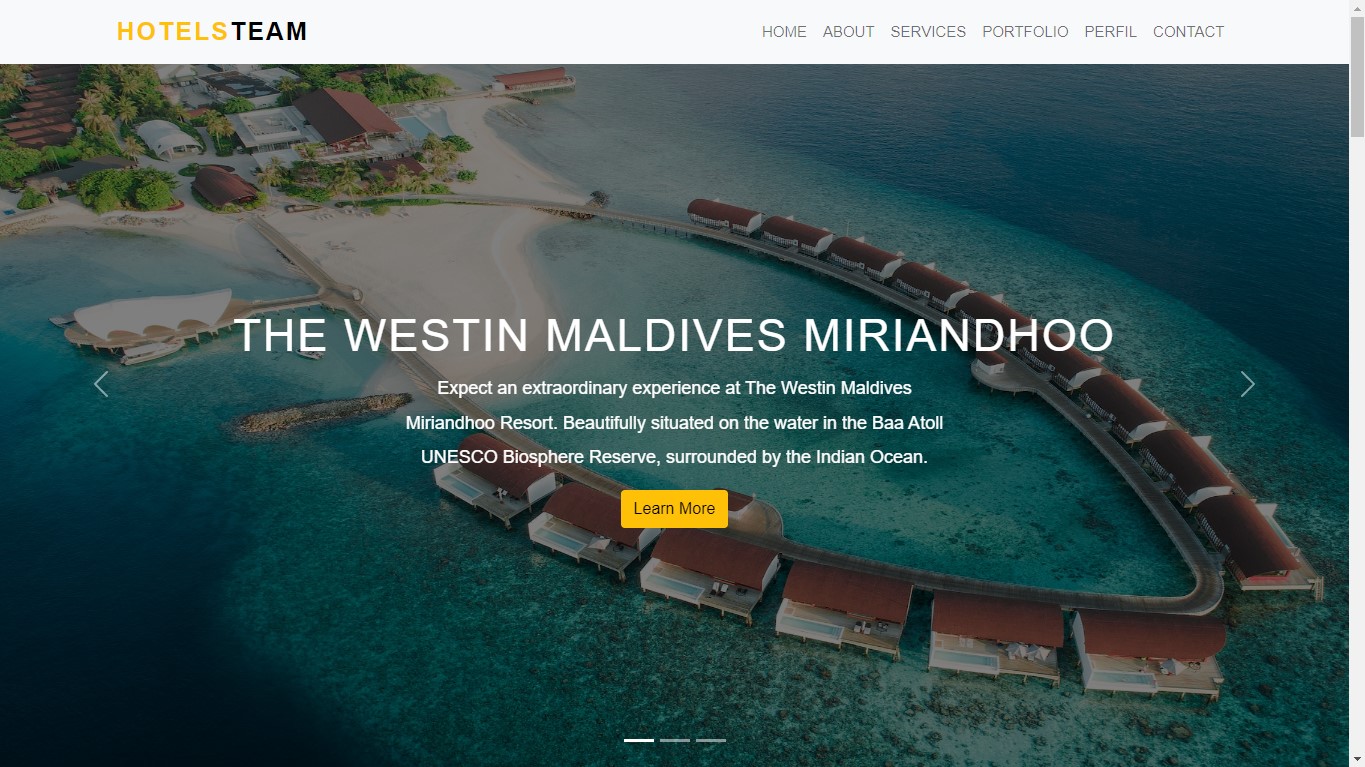 HOTELSTEAM
HOME ABOUT SERVICES PORTFOLIO PERFIL CONTACT
THE WESTIN MALDIVES MIRIANDHOO
Expect an extraordinary experience at The Westin Maldives
Miriandhoo Resort. Beautifully situated on the water in the Baa Atoll
UNESCO Biosphere Reserve, surrounded by the Indian Ocean.
Learn More